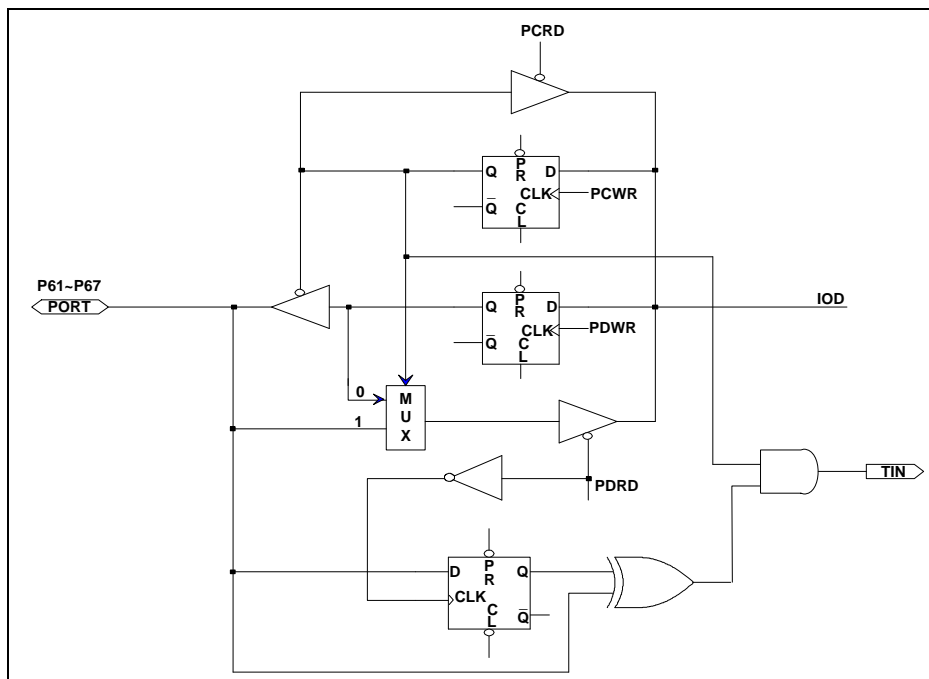 PCRD
P
R
Q
D
CLK
PCWR
Q̅
C
L
P61~P67
PORT
P
R
Q
D
IOD
CLK
PDWR
Q̅
C
L
0
M
U
X
1
PDRD
TIN
P
R
D
Q
CLK
C
L
Q̅